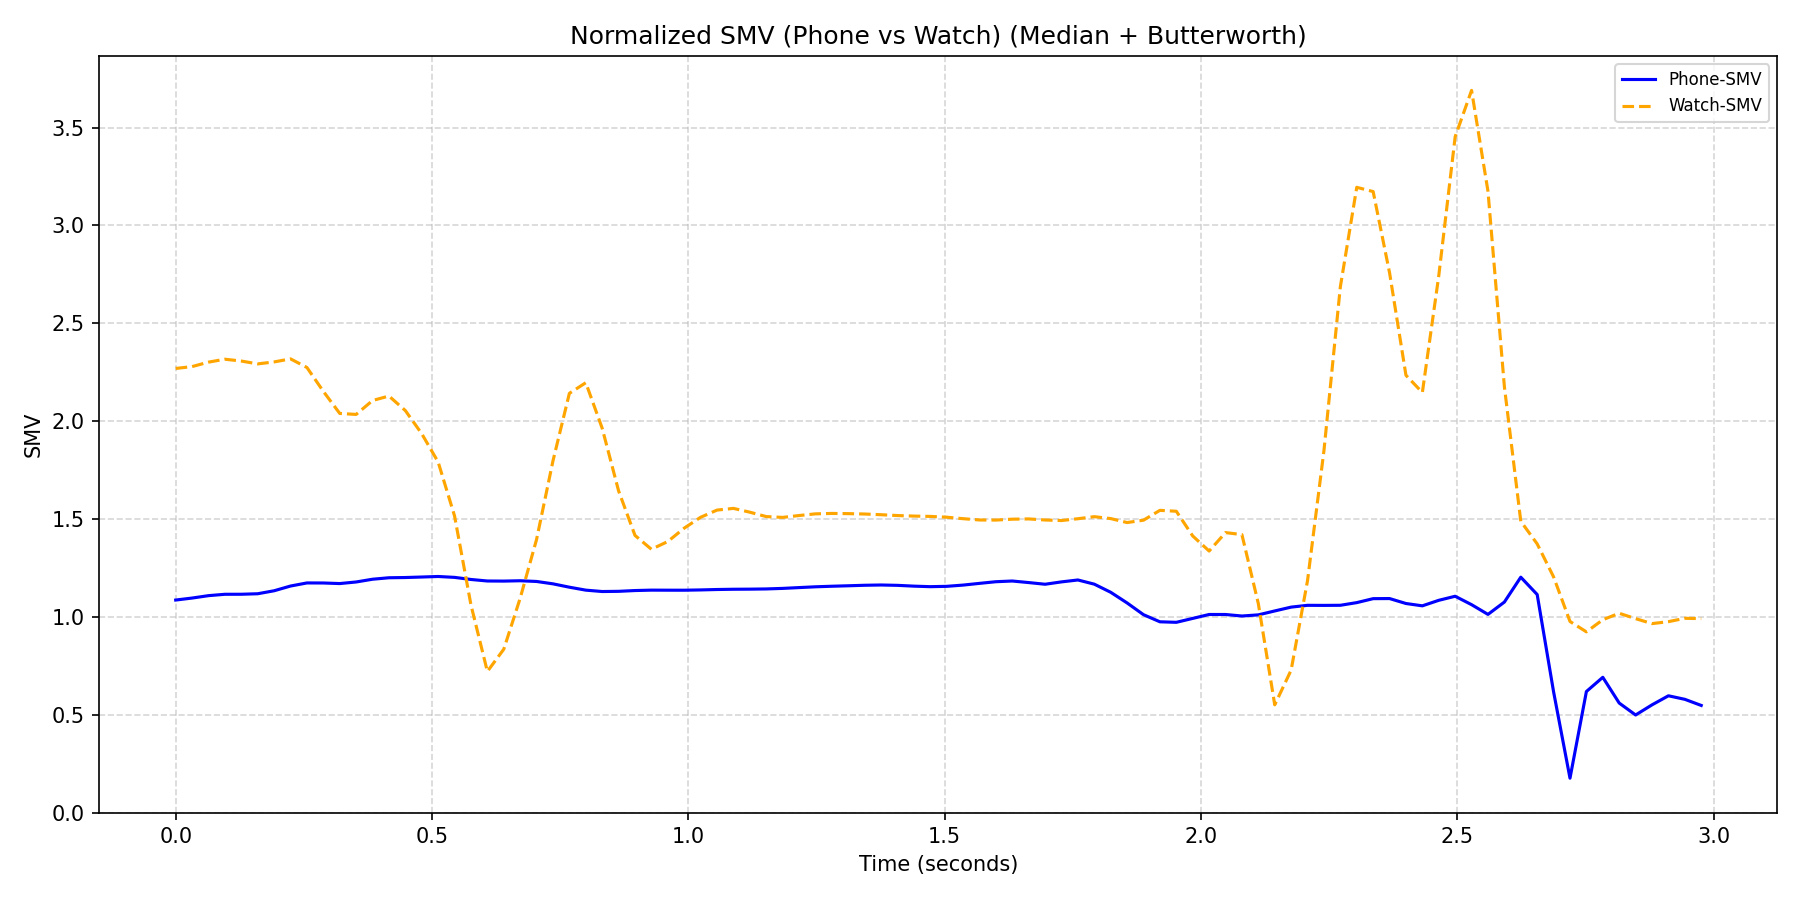 Normalized SMV (Phone vs Watch) (Median + Butterworth)
Phone-SMV
Watch-SMV
SMV
3.5
3.0
2.5
2.0
1.5
1.0
0.5
0.0
0.0 0.5 1.0 1.5 2.0 2.5 3.0
Time (seconds)